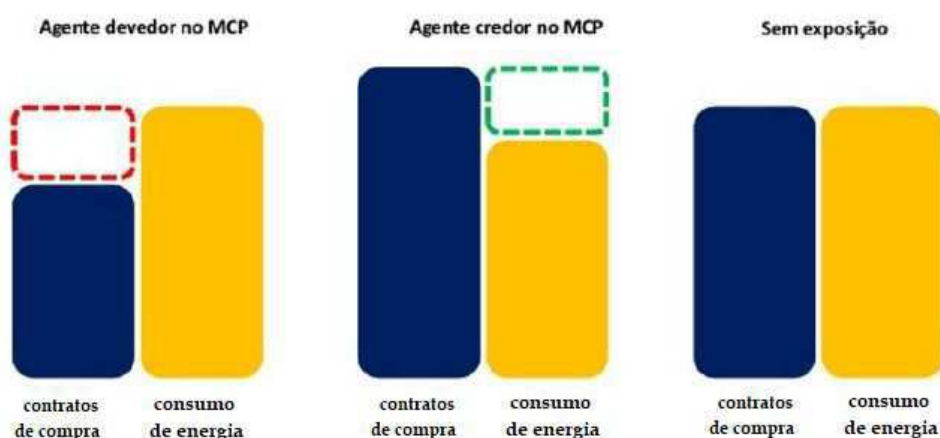 Agente devedor no MCP
Agente credor no MCP
Sem exposição
contratos
de compra
consumo
de energia
contratos
de compra
consumo
de energia
contratos
de compra
consumo
de energia